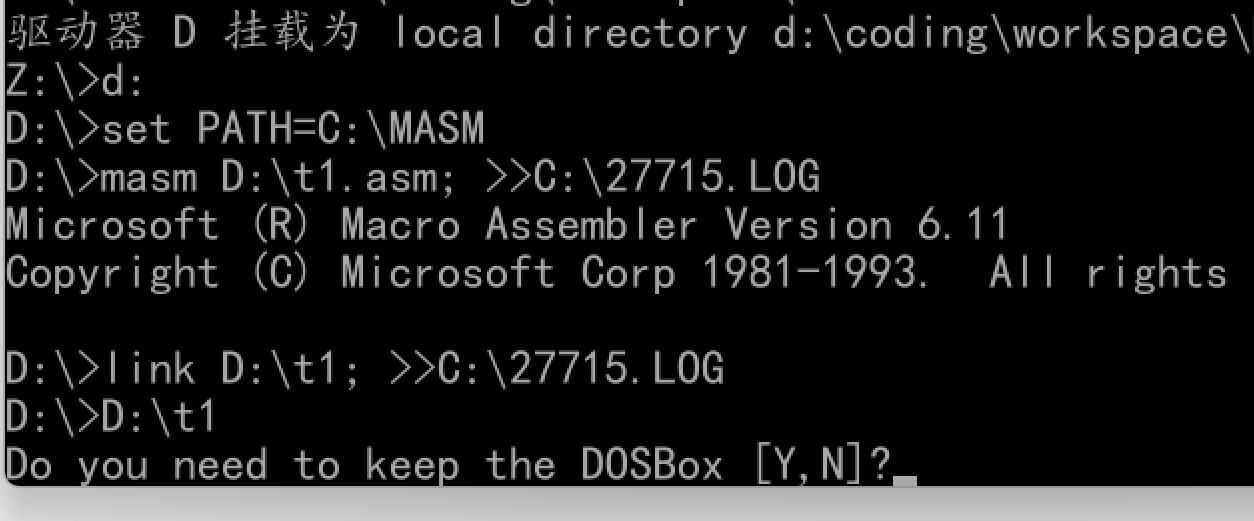 驱动器 D 挂载为 local directory d:\coding\workspace\
Z:\>d:
D:\>set PATH=C:\MASM
D:\>masm D:\t1.asm; >>C:\27715.LOG
Microsoft (R) Macro Assembler Version 6.11
Copyright (C) Microsoft Corp 1981-1993.  All rights
D:\>link D:\t1; >>C:\27715.LOG
D:\>D:\t1
Do you need to keep the DOSBox [Y,N]?_